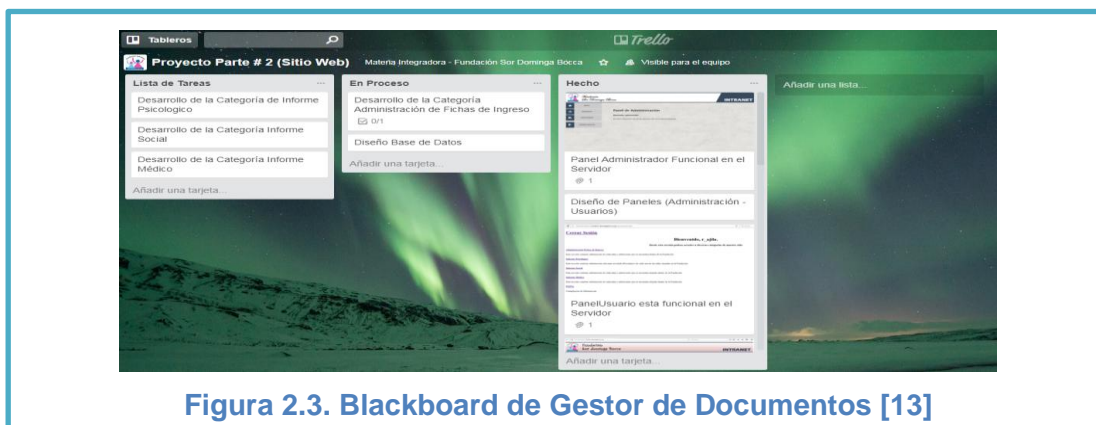 Tableros
Trello
Proyecto Parte # 2 (Sitio Web)
Materia Integradora - Fundación Sor Dominga Bocca
Visible para el equipo
Lista de Tareas
Desarrollo de la Categoría de Informe
Psicologico
Desarrollo de la Categoría Informe
Social
Desarrollo de la Categoría Informe
Médico
Añadir una tarjeta...
En Proceso
Desarrollo de la Categoría
Administración de Fichas de Ingreso
0/1
Diseño Base de Datos
Añadir una tarjeta...
Hecho
INTRANET
Panel Administrador Funcional en el
Servidor
1
Diseño de Paneles (Administración -
Usuarios)
Cerrar Sesión
PanelUsuario esta funcional en el
Servidor
1
INTRANET
Añadir una tarjeta...
Añadir una lista...
Figura 2.3. Blackboard de Gestor de Documentos [13]